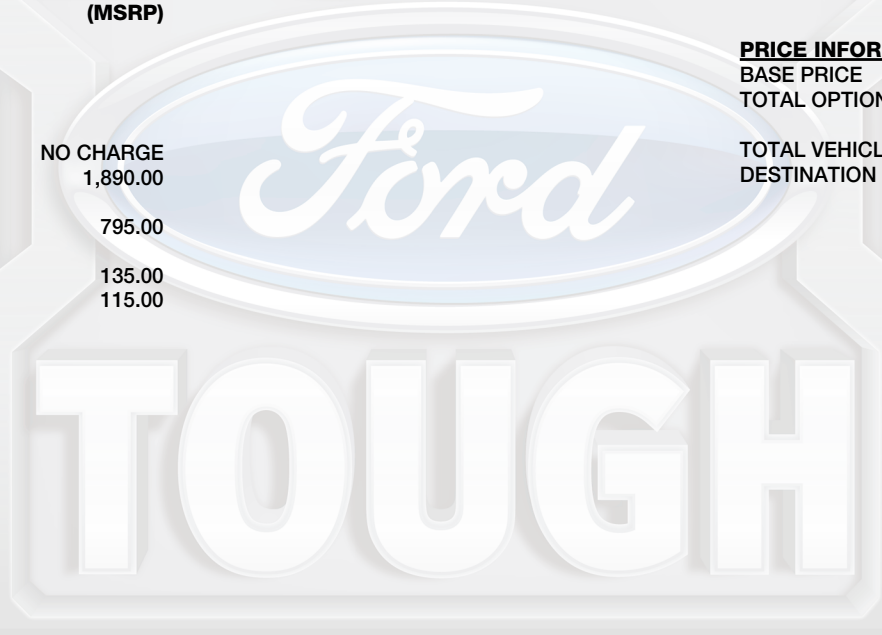 (MSRP)
NO CHARGE
1,890.00
795.00
135.00
115.00
PRICE INFOR
BASE PRICE
TOTAL OPTION
TOTAL VEHICL
DESTINATION
Ford
TOUGH